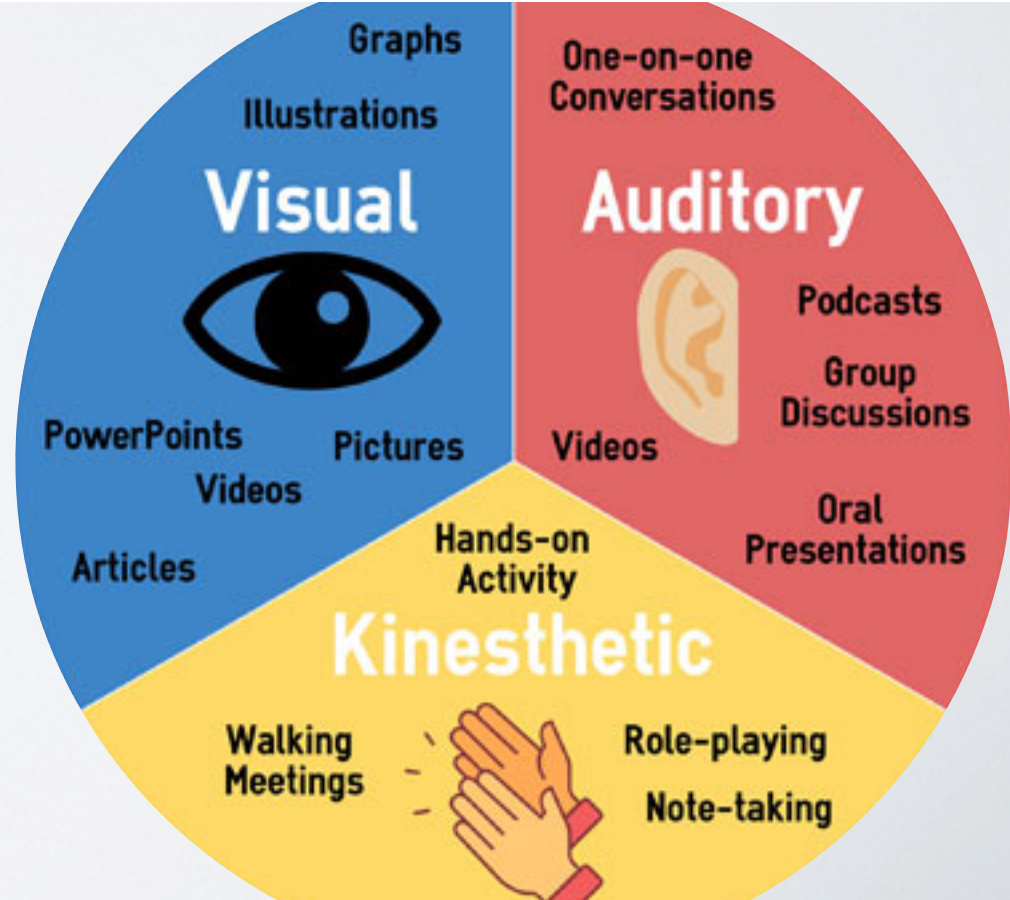 Graphs
Illustrations
Visual
PowerPoints
Pictures
Videos
Articles
One-on-one
Conversations
Auditory
Podcasts
Group
Discussions
Videos
Oral
Presentations
Hands-on
Activity
Kinesthetic
Walking
Meetings
Role-playing
Note-taking